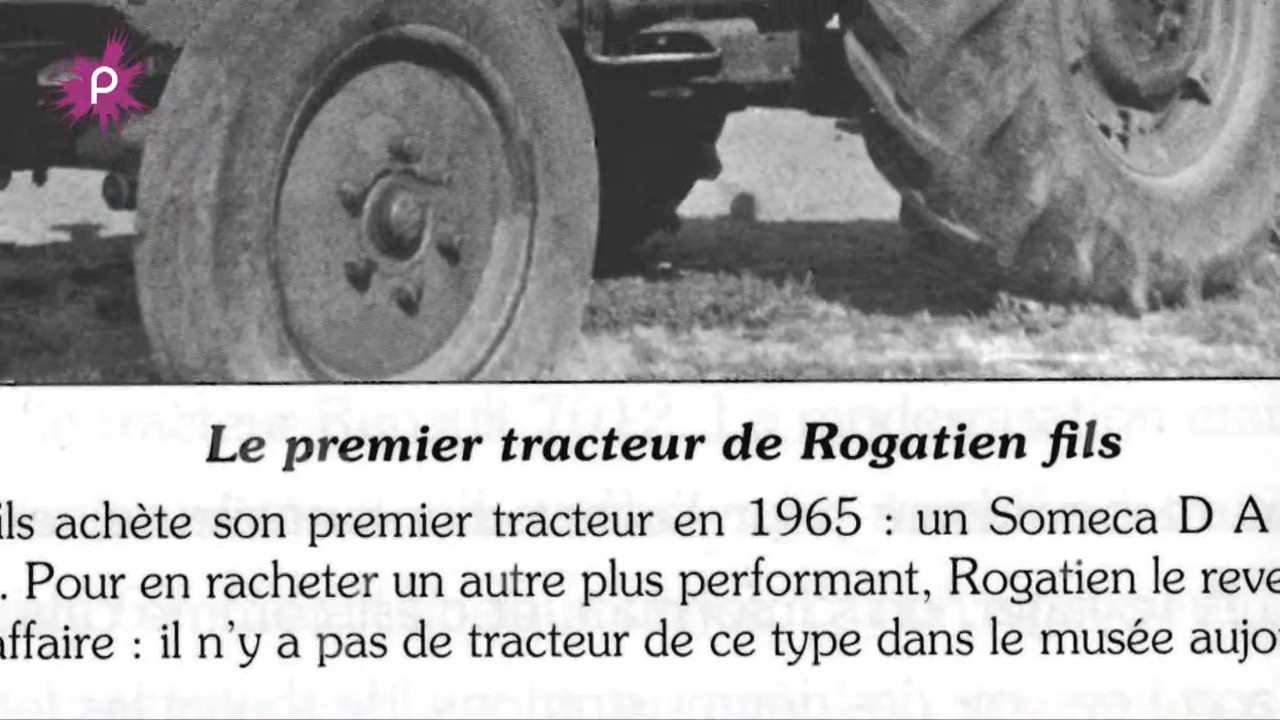 P
Le premier tracteur de Rogatien fils
ils achète son premier tracteur en 1965 : un Someca D A
. Pour en racheter un autre plus performant, Rogatien le reve
affaire : il n'y a pas de tracteur de ce type dans le musée aujo